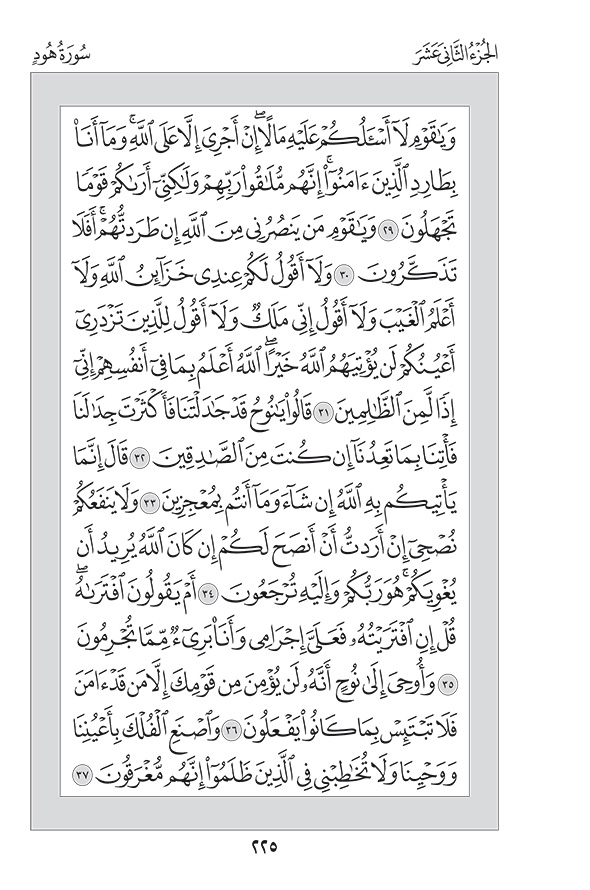 الجُزْءُ الثَّانِي عَشَرَ
سُورَةُ هُودٍ
وَيَٰقَوْمِ لَآ أَسْـَٔلُكُمْ عَلَيْهِ مَالًاۖ إِنْ أَجْرِىَ إِلَّا عَلَى ٱللَّهِۚ وَمَآ أَنَا۠
بِطَارِدِ ٱلَّذِينَ ءَامَنُوٓا۟ۚ إِنَّهُم مُّلَٰقُوا۟ رَبِّهِمْ وَلَٰكِنِّىٓ أَرَىٰكُمْ قَوْمًا
تَجْهَلُونَ ٢٩ وَيَٰقَوْمِ مَن يَنصُرُنِى مِنَ ٱللَّهِ إِن طَرَدتُّهُمْۚ أَفَلَا
تَذَكَّرُونَ ٣٠ وَلَآ أَقُولُ لَكُمْ عِندِى خَزَآئِنُ ٱللَّهِ وَلَآ
أَعْلَمُ ٱلْغَيْبَ وَلَآ أَقُولُ إِنِّى مَلَكٌ وَلَآ أَقُولُ لِلَّذِينَ تَزْدَرِىٓ
أَعْيُنُكُمْ لَن يُؤْتِيَهُمُ ٱللَّهُ خَيْرًاۖ ٱللَّهُ أَعْلَمُ بِمَا فِىٓ أَنفُسِهِمْ إِنِّىٓ
إِذًا لَّمِنَ ٱلظَّٰلِمِينَ ٣١ قَالُوا۟ يَٰنُوحُ قَدْ جَٰدَلْتَنَا فَأَكْثَرْتَ جِدَٰلَنَا
فَأْتِنَا بِمَا تَعِدُنَآ إِن كُنتَ مِنَ ٱلصَّٰدِقِينَ ٣٢ قَالَ إِنَّمَا
يَأْتِيكُم بِهِ ٱللَّهُ إِن شَآءَ وَمَآ أَنتُم بِمُعْجِزِينَ ٣٣ وَلَا يَنفَعُكُمْ
نُصْحِىٓ إِنْ أَرَدتُّ أَنْ أَنصَحَ لَكُمْ إِن كَانَ ٱللَّهُ يُرِيدُ أَن
يُغْوِيَكُمْۚ هُوَ رَبُّكُمْ وَإِلَيْهِ تُرْجَعُونَ ٣٤ أَمْ يَقُولُونَ ٱفْتَرَىٰهُۖ
قُلْ إِنِ ٱفْتَرَيْتُهُۥ فَعَلَىَّ إِجْرَامِى وَأَنَا۠ بَرِىٓءٌ مِّمَّا تُجْرِمُونَ
٣٥ وَأُوحِىَ إِلَىٰ نُوحٍ أَنَّهُۥ لَن يُؤْمِنَ مِن قَوْمِكَ إِلَّا مَن قَدْ ءَامَنَ
فَلَا تَبْتَئِسْ بِمَا كَانُوا۟ يَفْعَلُونَ ٣٦ وَٱصْنَعِ ٱلْفُلْكَ بِأَعْيُنِنَا
وَوَحْيِنَا وَلَا تُخَٰطِبْنِى فِى ٱلَّذِينَ ظَلَمُوٓا۟ إِنَّهُم مُّغْرَقُونَ ٣٧
٢٢٥